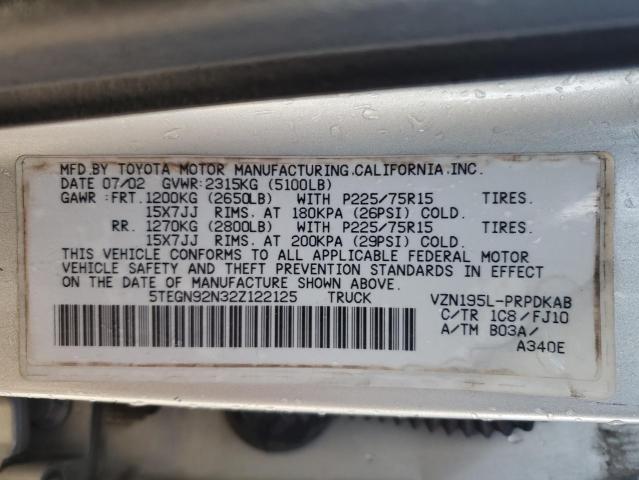 MFD.BY TOYOTA MOTOR MANUFACTURING,CALIFORNIA,INC.
DATE 07/02 GVWR:2315KG (5100LB)
GAWR :FRT.1200KG (2650LB) WITH P225/75R15 TIRES.
15X7JJ RIMS. AT 180KPA (26PSI) COLD.
RR. 1270KG (2800LB) WITH P225/75R15 TIRES.
15X7JJ RIMS. AT 200KPA (29PSI) COLD.
THIS VEHICLE CONFORMS TO ALL APPLICABLE FEDERAL MOTOR
VEHICLE SAFETY AND THEFT PREVENTION STANDARDS IN EFFECT
ON THE DATE OF MANUFACTURE SHOWN ABOVE.
5TEGN92N32Z122125 TRUCK VZN195L-PRPDKAB
C/TR 1C8/FJ10
A/TM B03A/
A340E